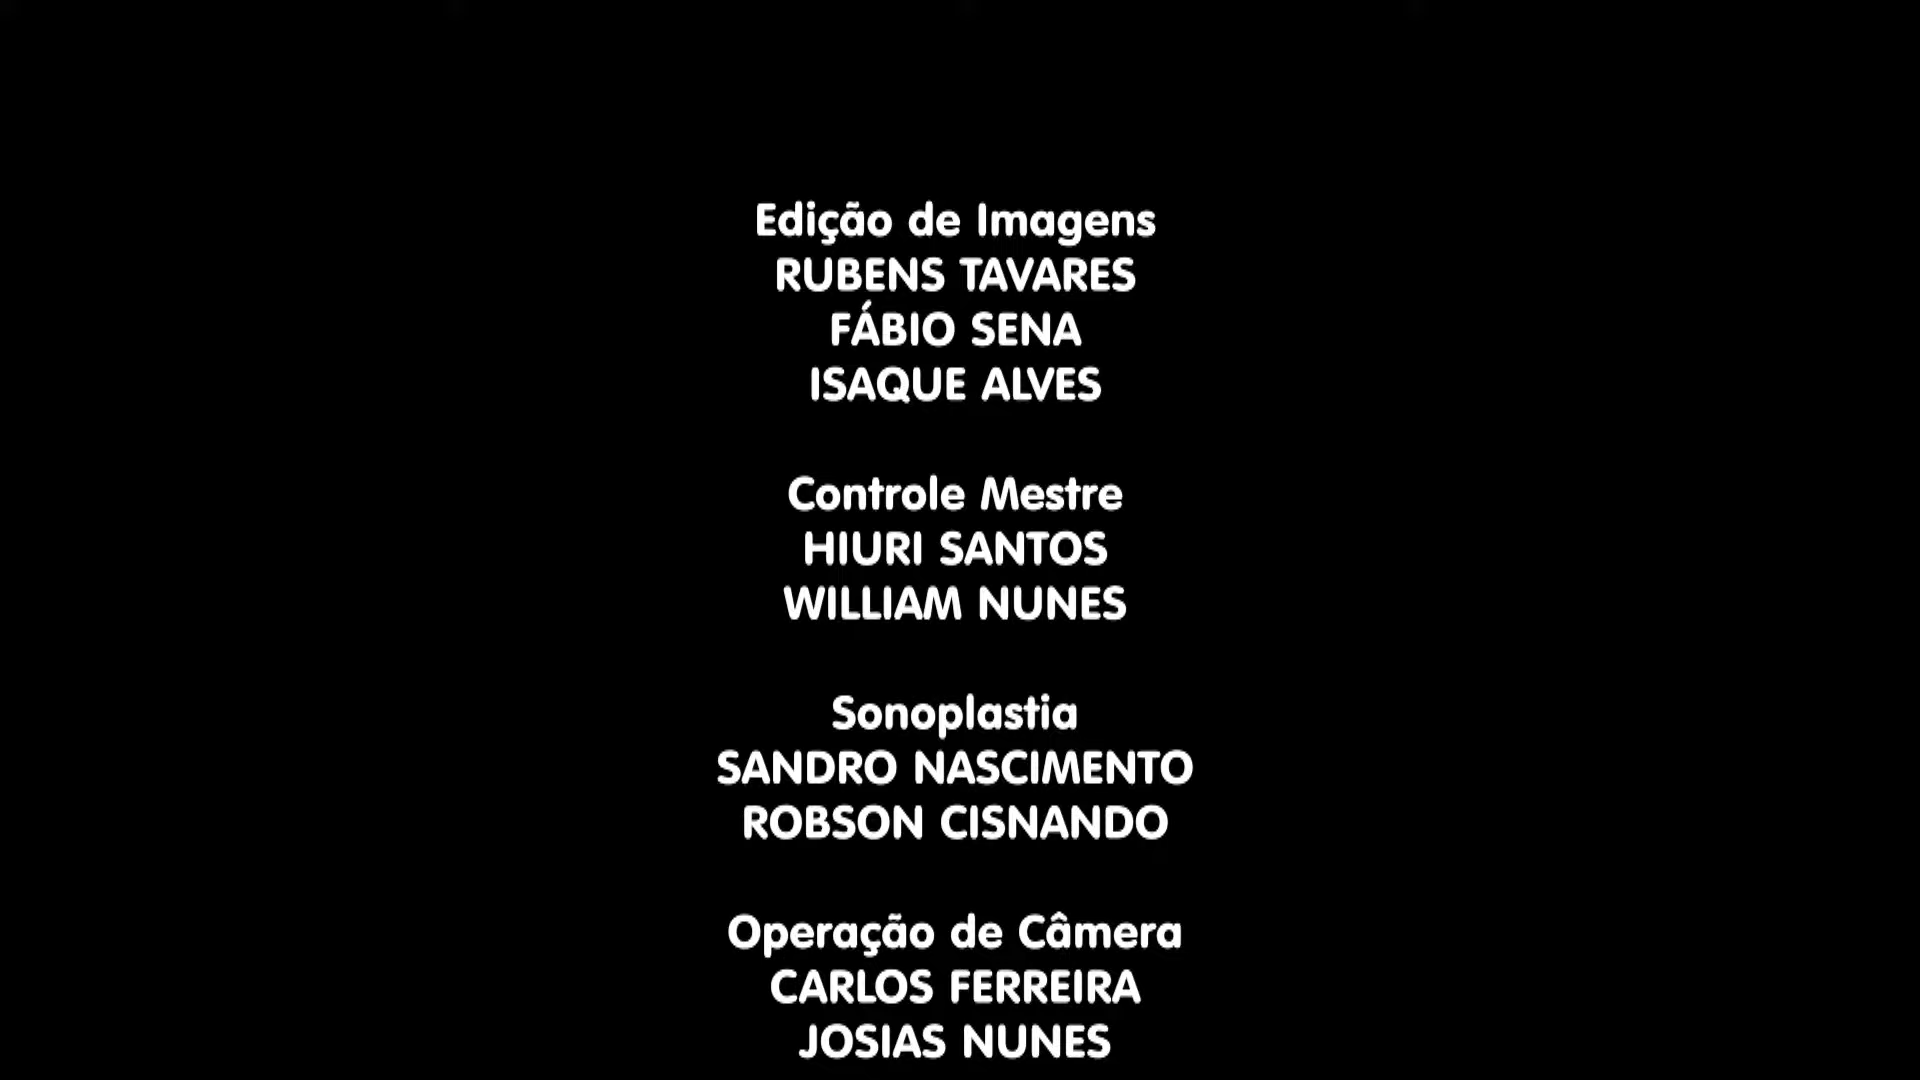 Edição de Imagens
RUBENS TAVARES
FÁBIO SENA
ISAQUE ALVES
Controle Mestre
HIURI SANTOS
WILLIAM NUNES
Sonoplastia
SANDRO NASCIMENTO
ROBSON CISNANDO
Operação de Câmera
CARLOS FERREIRA
JOSIAS NUNES